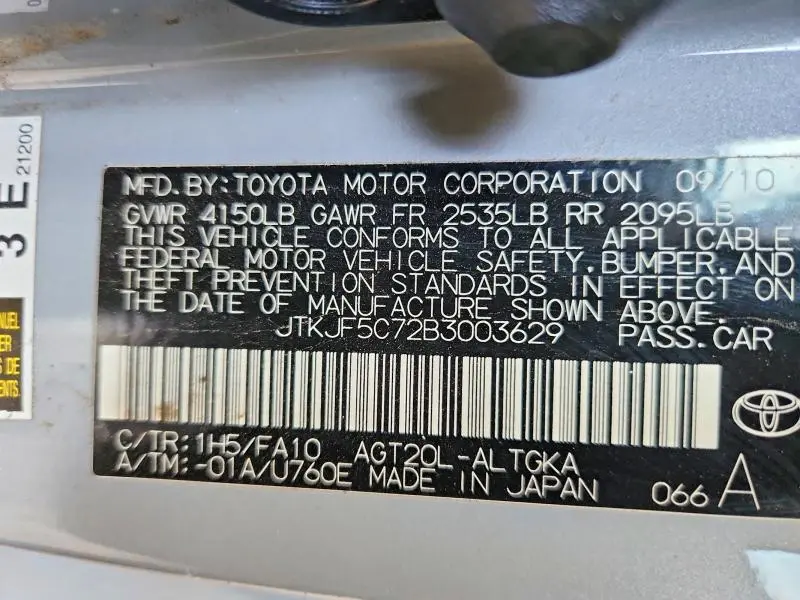 MFD. BY: TOYOTA MOTOR CORPORATION 09/10
GVWR 4150LB GAWR FR 2535LB RR 2095LB
THIS VEHICLE CONFORMS TO ALL APPLICABLE
FEDERAL MOTOR VEHICLE SAFETY, BUMPER, AND
THEFT PREVENTION STANDARDS IN EFFECT ON
THE DATE OF MANUFACTURE SHOWN ABOVE.
JTKJF5C72B3003629 PASS. CAR
C/TR: 1H5/FA10 AGT20L-ALTGKA
A/TM: -01A/U760E MADE IN JAPAN 066 A
3 E
21200